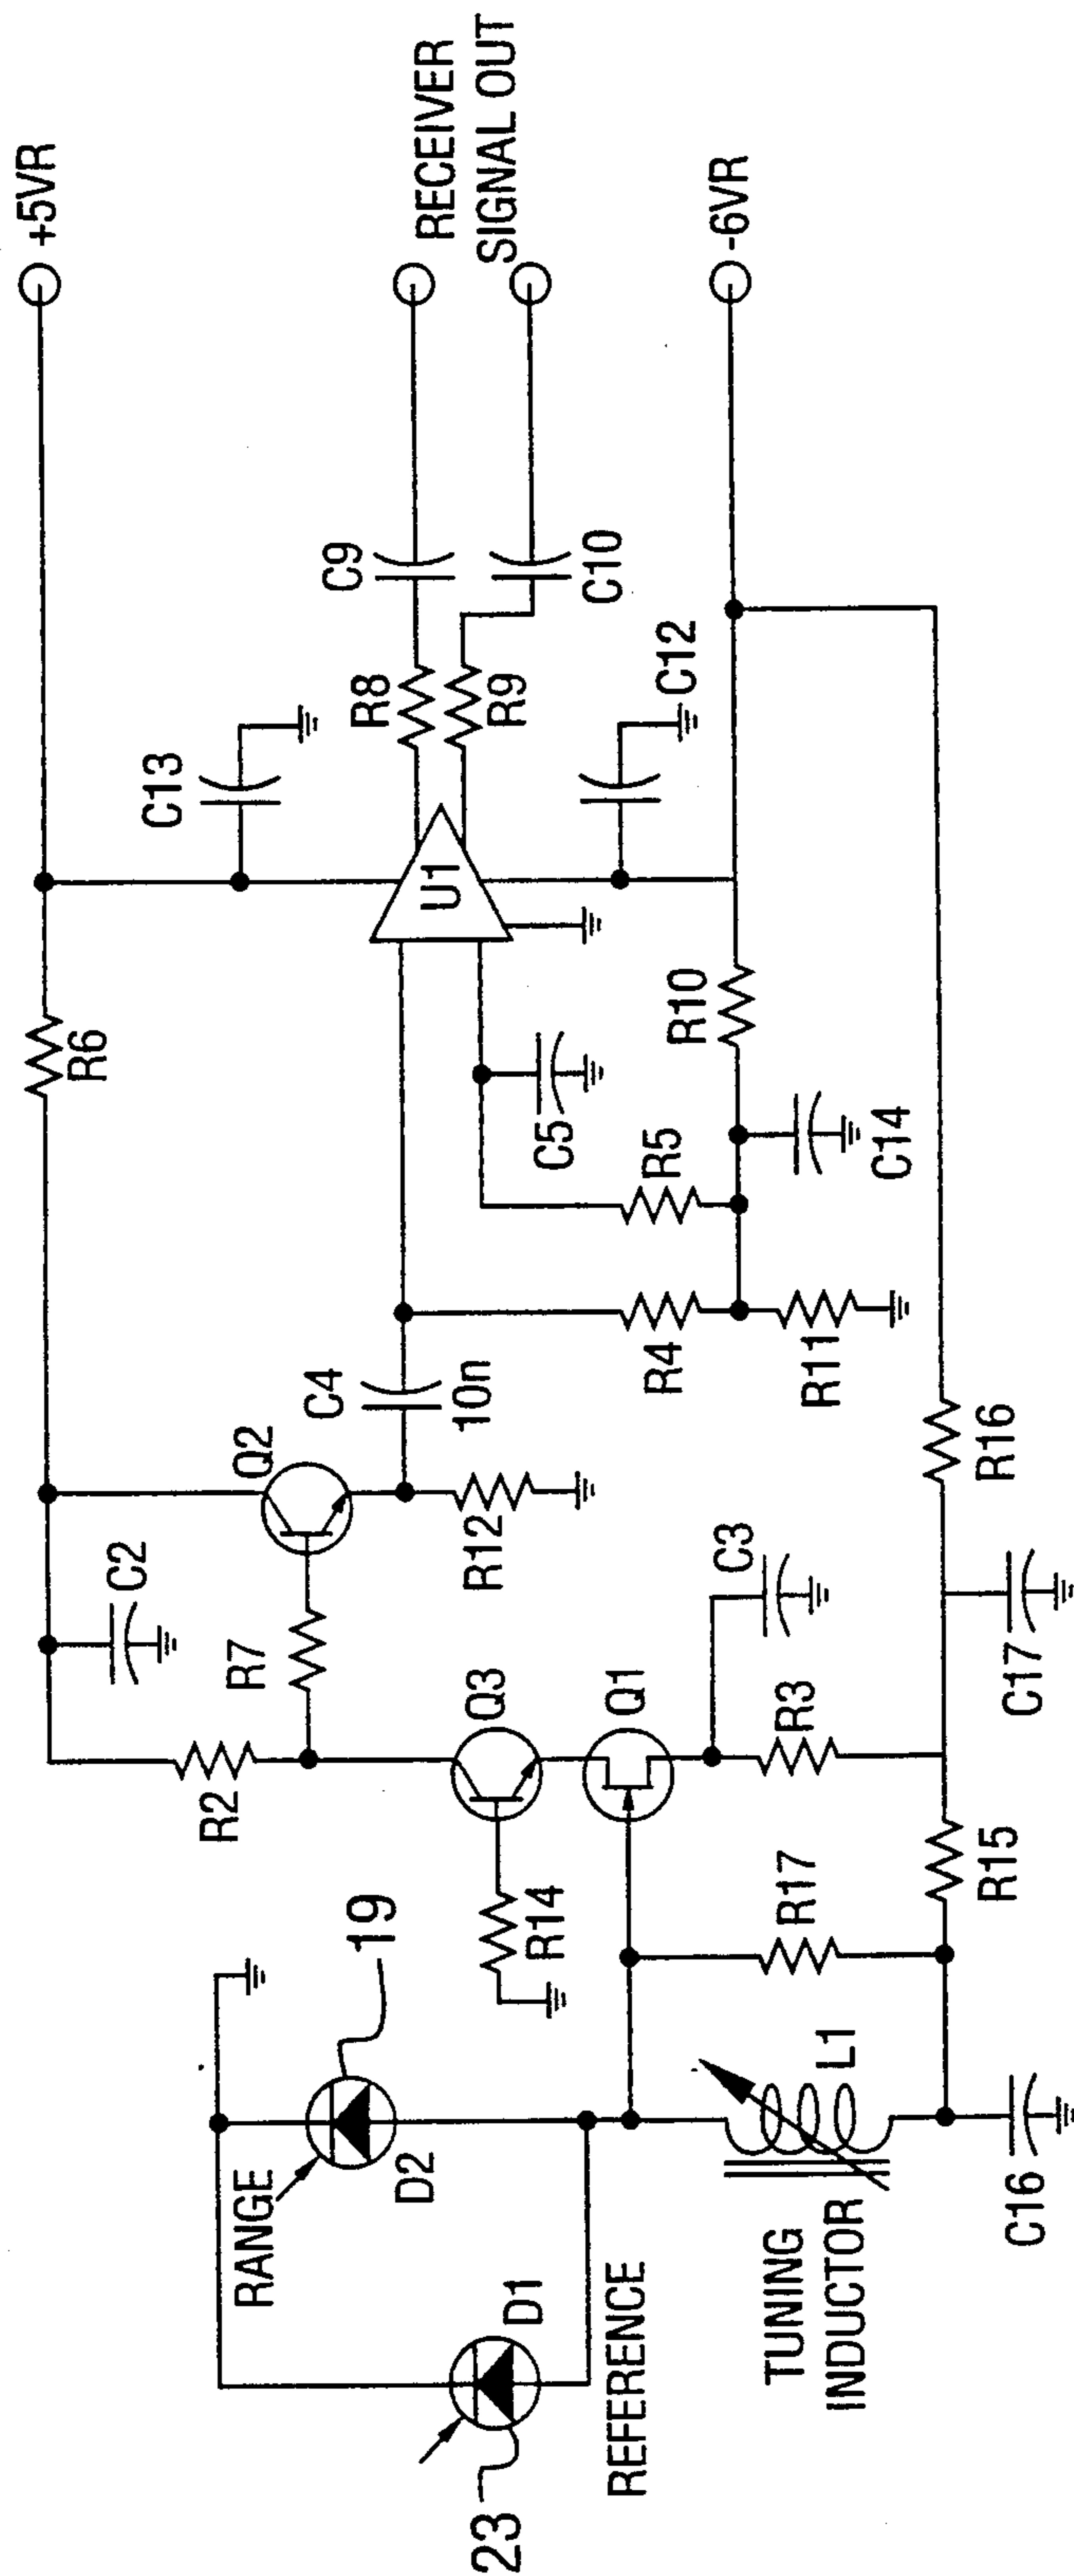 +5VR
R6
C13
C2
R2
R7
Q2
C4
10n
R12
U1
R8
C9
RECEIVER
SIGNAL OUT
R9
C10
C12
C5
R5
R4
R10
R11
C14
-6VR
19
RANGE
D2
D1
23
REFERENCE
R14
Q3
Q1
C3
R3
R17
L1
TUNING
INDUCTOR
R15
R16
C16
C17